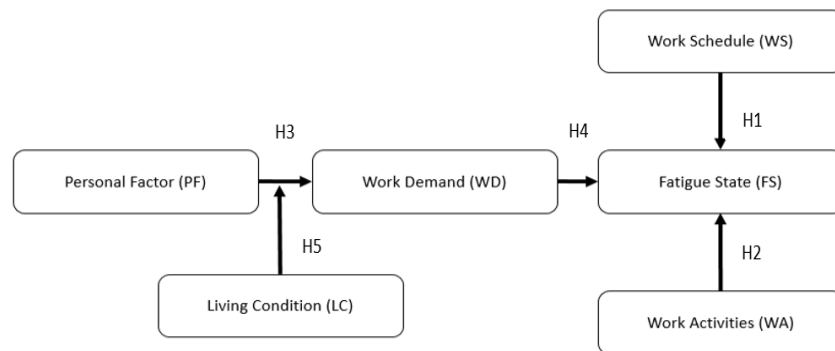 Work Schedule (WS)
H3
H4
H1
Personal Factor (PF)
Work Demand (WD)
Fatigue State (FS)
H5
H2
Living Condition (LC)
Work Activities (WA)